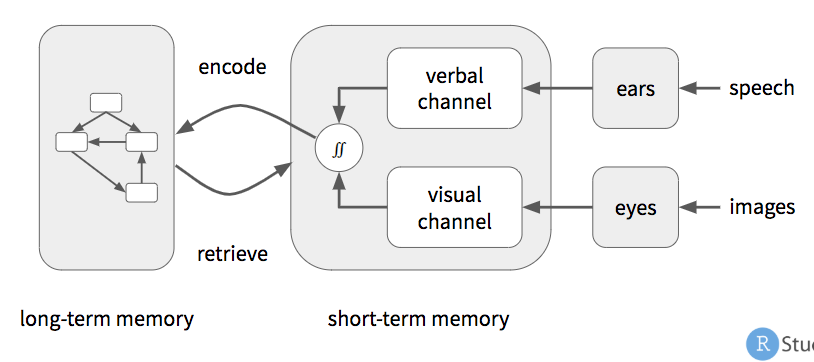 encode
verbal
channel
ears
speech
∬
visual
channel
eyes
images
retrieve
long-term memory
short-term memory
R Stu